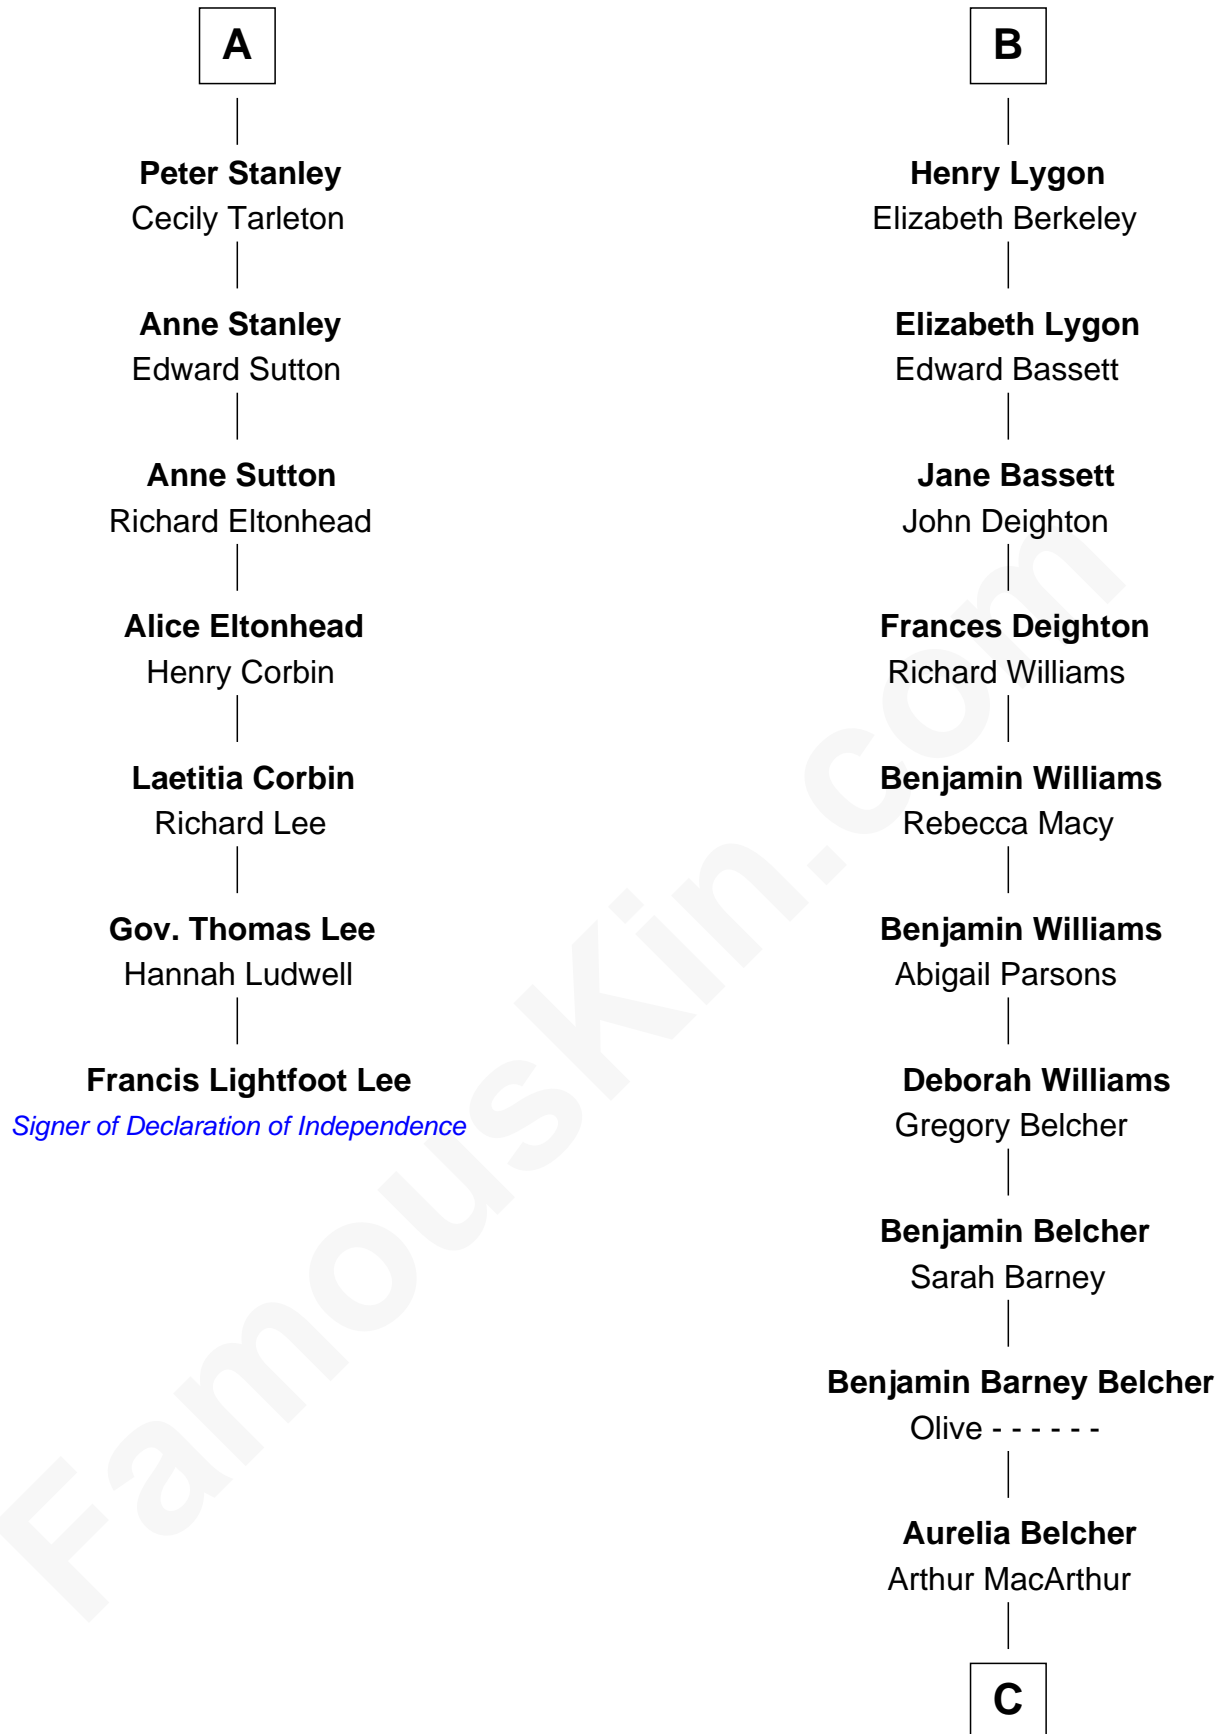 A
Peter Stanley
Cecily Tarleton
Anne Stanley
Edward Sutton
Anne Sutton
Richard Eltonhead
Alice Eltonhead
Henry Corbin
Laetitia Corbin
Richard Lee
Gov. Thomas Lee
Hannah Ludwell
Francis Lightfoot Lee
Signer of Declaration of Independence
B
Henry Lygon
Elizabeth Berkeley
Elizabeth Lygon
Edward Bassett
Jane Bassett
John Deighton
Frances Deighton
Richard Williams
Benjamin Williams
Rebecca Macy
Benjamin Williams
Abigail Parsons
Deborah Williams
Gregory Belcher
Benjamin Belcher
Sarah Barney
Benjamin Barney Belcher
Olive - - - - - -
Aurelia Belcher
Arthur MacArthur
C
FamousKin.com